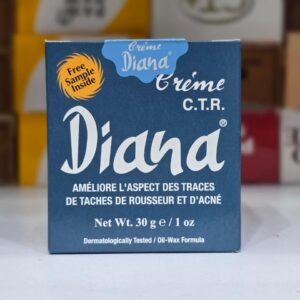 Crème
Diana®
Free
Sample
Inside
Crème
C.T.R.
Diana®
AMÉLIORE L'ASPECT DES TRACES
DE TACHES DE ROUSSEUR ET D'ACNÉ
Net Wt. 30 g ℮ / 1 oz
Dermatologically Tested / Oil-Wax Formula